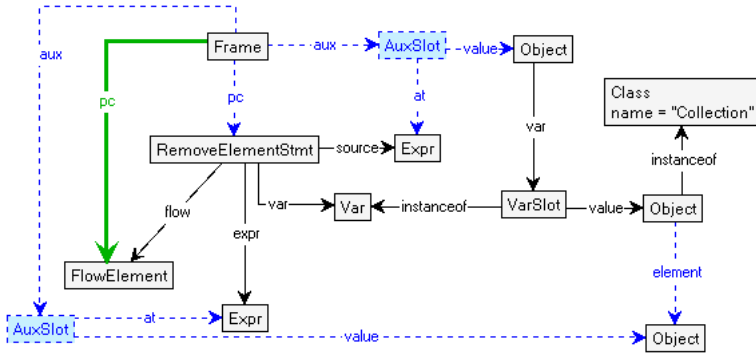 Frame
aux
AuxSlot
value
Object
aux
pc
pc
at
var
Class
name = "Collection"
RemoveElementStmt
source
Expr
instanceof
flow
var
Var
instanceof
VarSlot
value
Object
expr
FlowElement
element
AuxSlot
at
Expr
value
Object